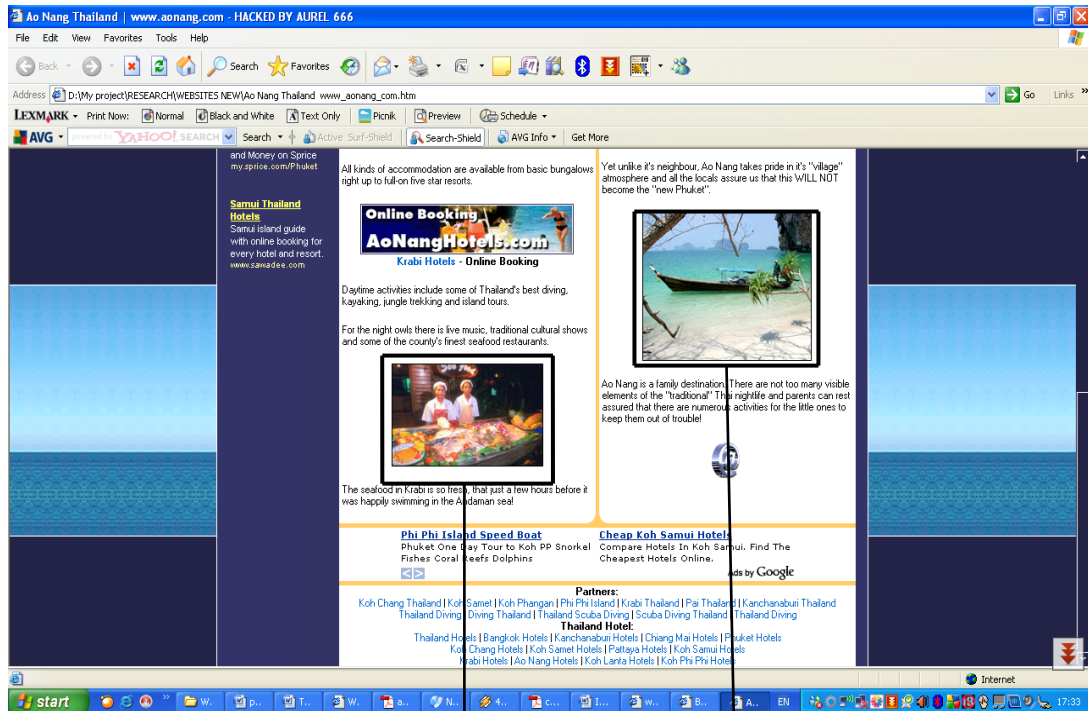 Ao Nang Thailand | www.aonang.com - HACKED BY AUREL 666
File Edit View Favorites Tools Help
Back Search Favorites
Address D:\My project\RESEARCH\WEBSITES NEW\Ao Nang Thailand www_aonang_com.htm Go Links »
LEXMARK Print Now: Normal Black and White Text Only Picnik Preview Schedule
AVG powered by YAHOO! SEARCH Search Active Surf-Shield Search-Shield AVG Info Get More
and Money on Sprice
my.sprice.com/Phuket
Samui Thailand
Hotels
Samui island guide
with online booking for
every hotel and resort.
www.sawadee.com
All kinds of accommodation are available from basic bungalows
right up to full-on five star resorts.
Online Booking
AoNangHotels.com
Krabi Hotels - Online Booking
Daytime activities include some of Thailand's best diving,
kayaking, jungle trekking and island tours.
For the night owls there is live music, traditional cultural shows
and some of the county's finest seafood restaurants.
The seafood in Krabi is so fresh, that just a few hours before it
was happily swimming in the Andaman sea!
Yet unlike it's neighbour, Ao Nang takes pride in it's "village"
atmosphere and all the locals assure us that this WILL NOT
become the "new Phuket".
Ao Nang is a family destination. There are not too many visible
elements of the "traditional" Thai nightlife and parents can rest
assured that there are numerous activities for the little ones to
keep them out of trouble!
@
Phi Phi Island Speed Boat
Phuket One Day Tour to Koh PP Snorkel
Fishes Coral Reefs Dolphins
Cheap Koh Samui Hotels
Compare Hotels In Koh Samui. Find The
Cheapest Hotels Online.
Ads by Google
Partners:
Koh Chang Thailand | Koh Samet | Koh Phangan | Phi Phi Island | Krabi Thailand | Pai Thailand | Kanchanaburi Thailand
Thailand Diving | Diving Thailand | Thailand Scuba Diving | Scuba Diving Thailand | Thailand Diving
Thailand Hotel:
Thailand Hotels | Bangkok Hotels | Kanchanaburi Hotels | Chiang Mai Hotels | Phuket Hotels
Koh Chang Hotels | Koh Samet Hotels | Pattaya Hotels | Koh Samui Hotels
Krabi Hotels | Ao Nang Hotels | Koh Lanta Hotels | Koh Phi Phi Hotels
Internet
start » W.. p.. T.. W.. a.. N.. 4.. c.. I... w.. B.. A.. EN 17:33